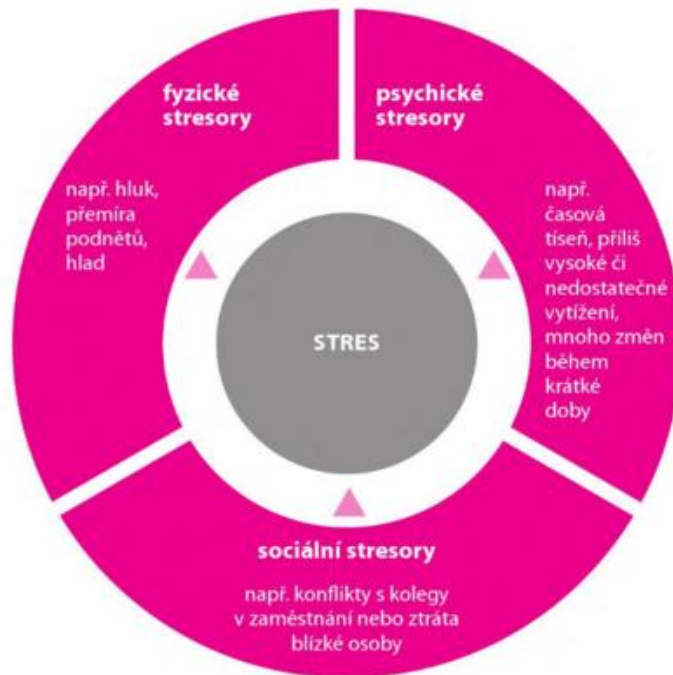 fyzické
stresory
např. hluk,
přemíra
podnětů,
hlad
psychické
stresory
např.
časová
tíseň, příliš
vysoké či
nedostatečné
vytížení,
mnoho změn
během
krátké
doby
STRES
sociální stresory
např. konflikty s kolegy
v zaměstnání nebo ztráta
blízké osoby